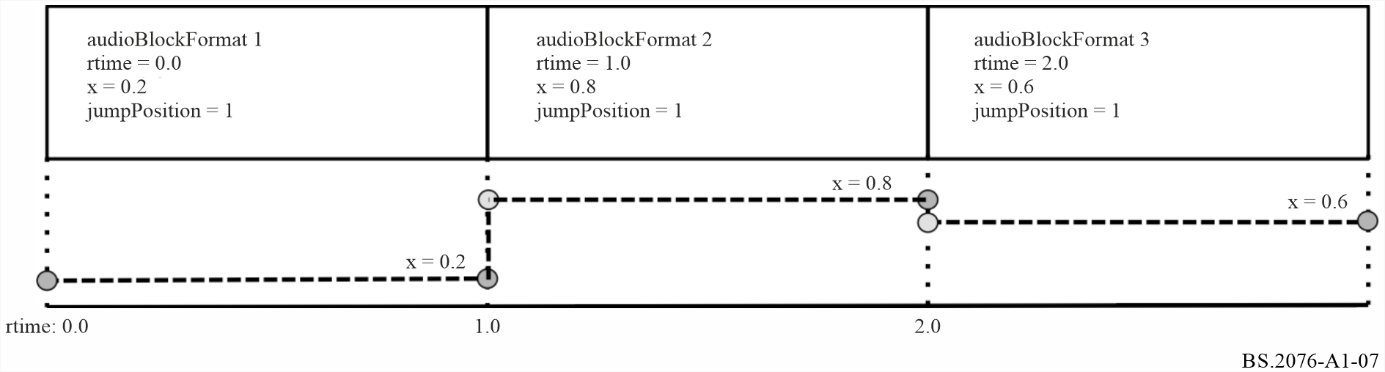 audioBlockFormat 1
rtime = 0.0
x = 0.2
jumpPosition = 1
audioBlockFormat 2
rtime = 1.0
x = 0.8
jumpPosition = 1
audioBlockFormat 3
rtime = 2.0
x = 0.6
jumpPosition = 1
x = 0.2
x = 0.8
x = 0.6
rtime: 0.0
1.0
2.0
BS.2076-A1-07